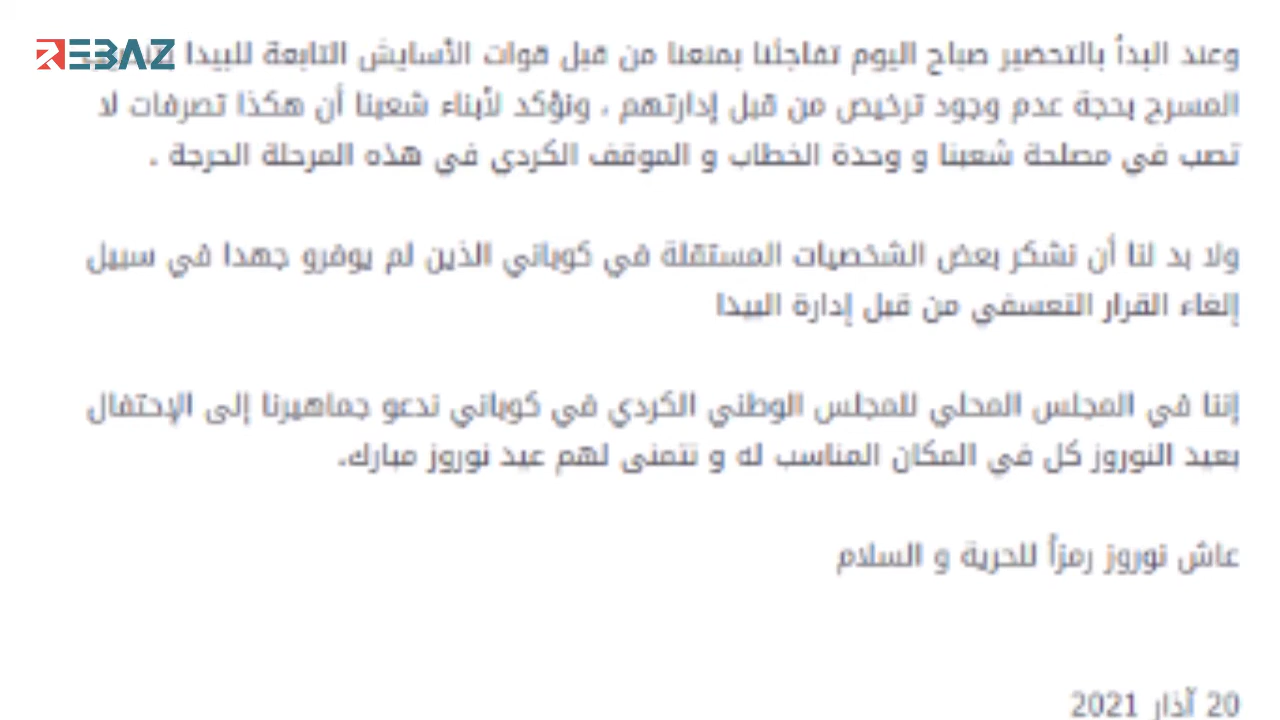 REBAZ
وعند البدأ بالتحضير صباح اليوم تفاجئنا بمنعنا من قبل قوات الأسايش التابعة للبيدا
المسرح بحجة عدم وجود ترخيص من قبل إدارتهم ، ونؤكد لأبناء شعبنا أن هكذا تصرفات لا
تصب في مصلحة شعبنا و وحدة الخطاب و الموقف الكردي في هذه المرحلة الحرجة .
ولا بد لنا أن نشكر بعض الشخصيات المستقلة في كوباني الذين لم يوفرو جهدا في سبيل
إلغاء القرار التعسفي من قبل إدارة البيدا
إننا في المجلس المحلي للمجلس الوطني الكردي في كوباني ندعو جماهيرنا إلى الإحتفال
بعيد النوروز كل في المكان المناسب له و نتمنى لهم عيد نوروز مبارك.
عاش نوروز رمزاً للحرية و السلام
20 آذار 2021